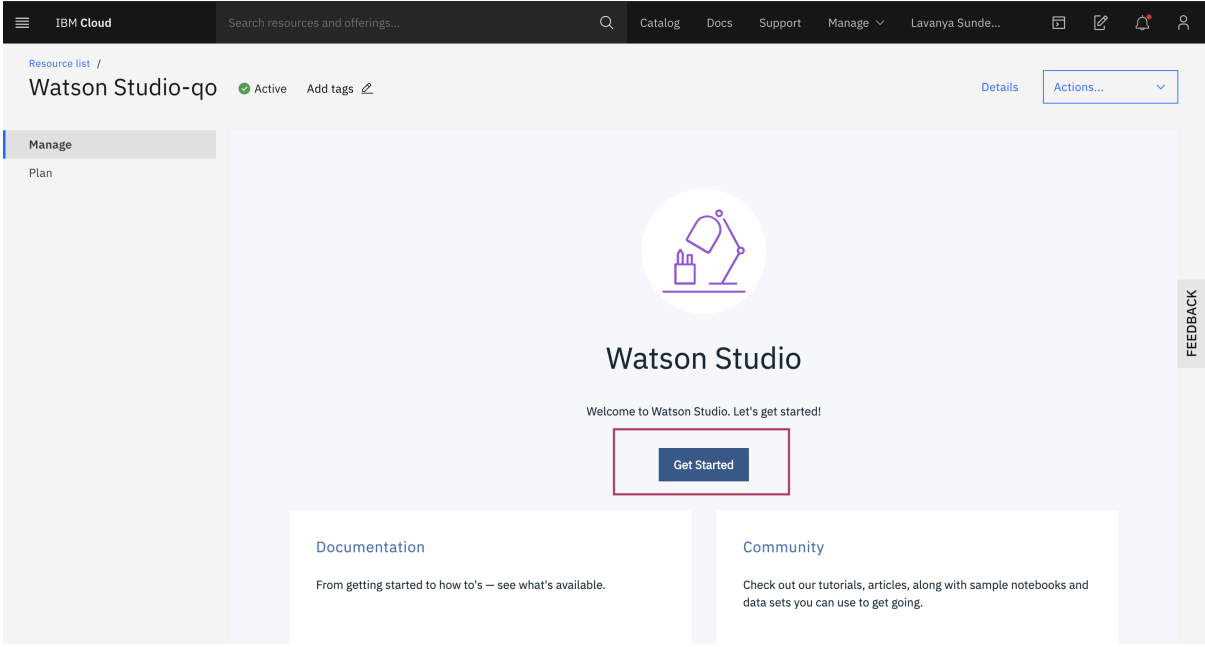 IBM Cloud
Search resources and offerings...
Catalog
Docs
Support
Manage
Lavanya Sunde...
Resource list /
Watson Studio-qo
Active
Add tags
Details
Actions...
Manage
Plan
FEEDBACK
Watson Studio
Welcome to Watson Studio. Let's get started!
Get Started
Documentation
From getting started to how to's — see what's available.
Community
Check out our tutorials, articles, along with sample notebooks and
data sets you can use to get going.